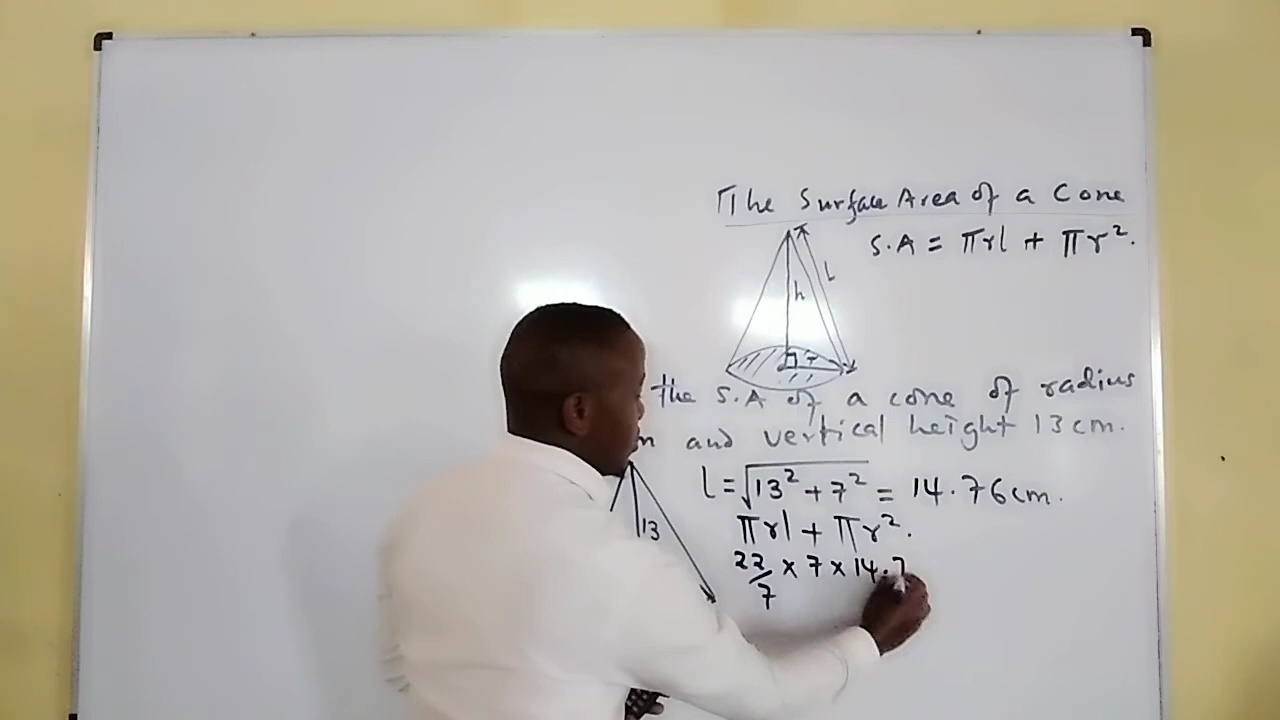 The Surface Area of a Cone
S.A = πrl + πr².
l
h
r
the S.A of a cone of radius
and vertical height 13cm.
l = √13² + 7² = 14.76cm.
13
πrl + πr².
22/7 × 7 × 14.7